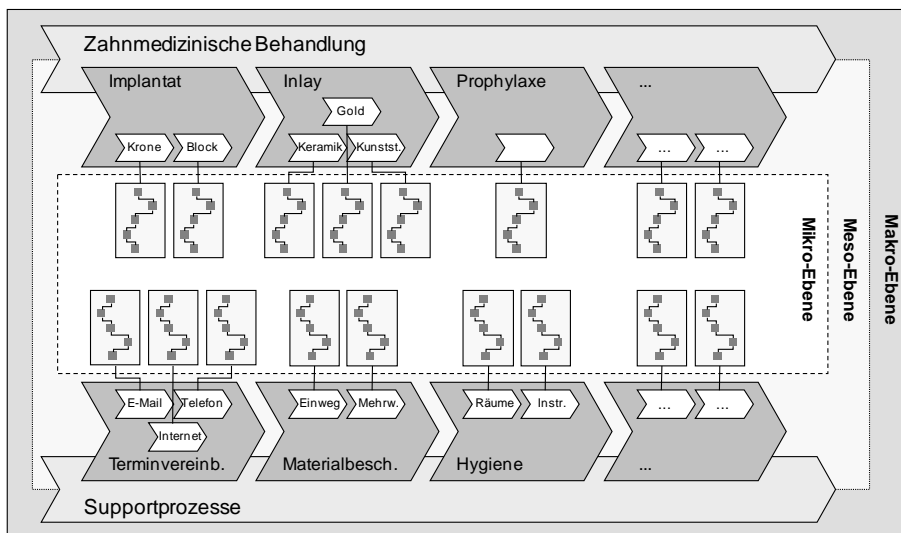 Zahnmedizinische Behandlung
Implantat
Inlay
Prophylaxe
...
Gold
Krone
Block
Keramik
Kunstst.
...
...
Mikro-Ebene
Meso-Ebene
Makro-Ebene
E-Mail
Telefon
Einweg
Mehrw.
Räume
Instr.
...
...
Internet
Terminvereinb.
Materialbesch.
Hygiene
...
Supportprozesse